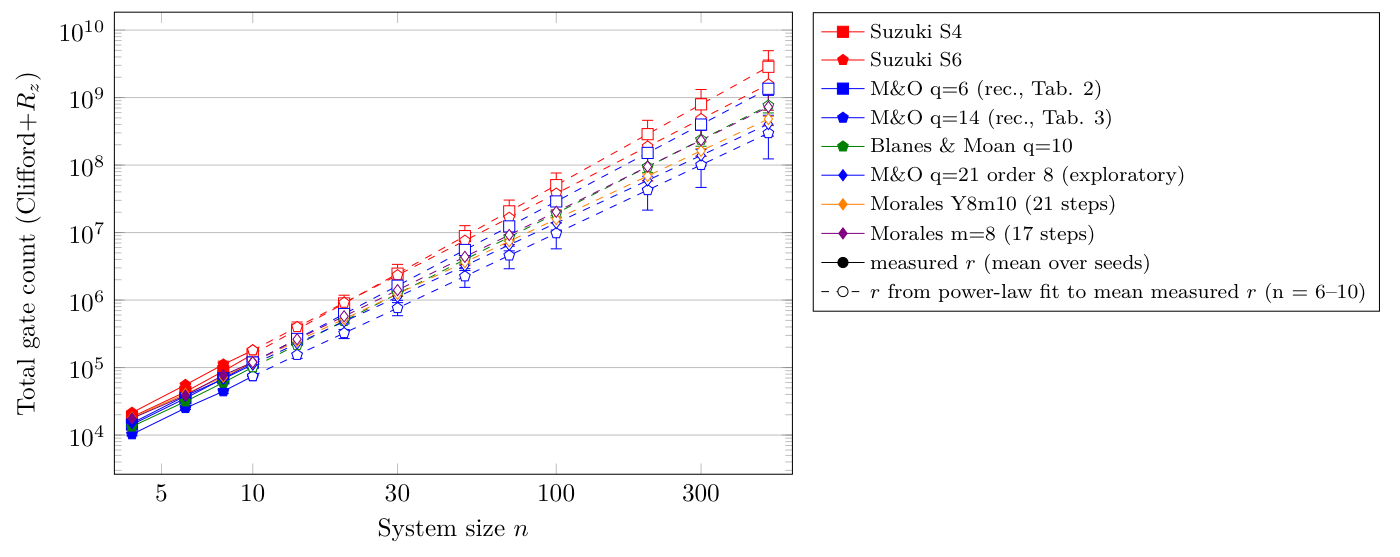 10^10
10^9
10^8
10^7
10^6
10^5
10^4
Total gate count (Clifford+R_z)
5 10 30 100 300
System size n
Suzuki S4
Suzuki S6
M&O q=6 (rec., Tab. 2)
M&O q=14 (rec., Tab. 3)
Blanes & Moan q=10
M&O q=21 order 8 (exploratory)
Morales Y8m10 (21 steps)
Morales m=8 (17 steps)
measured r (mean over seeds)
r from power-law fit to mean measured r (n = 6–10)